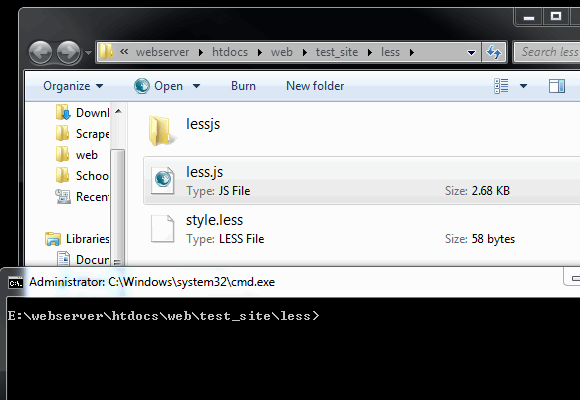 « webserver htdocs web test_site less Search less
Organize Open Burn New folder
Downl
Scrape
web
Schoo
Recent
Libraries
Docum
lessjs
less.js
Type: JS File Size: 2.68 KB
style.less
Type: LESS File Size: 58 bytes
Administrator: C:\Windows\system32\cmd.exe
E:\webserver\htdocs\web\test_site\less>